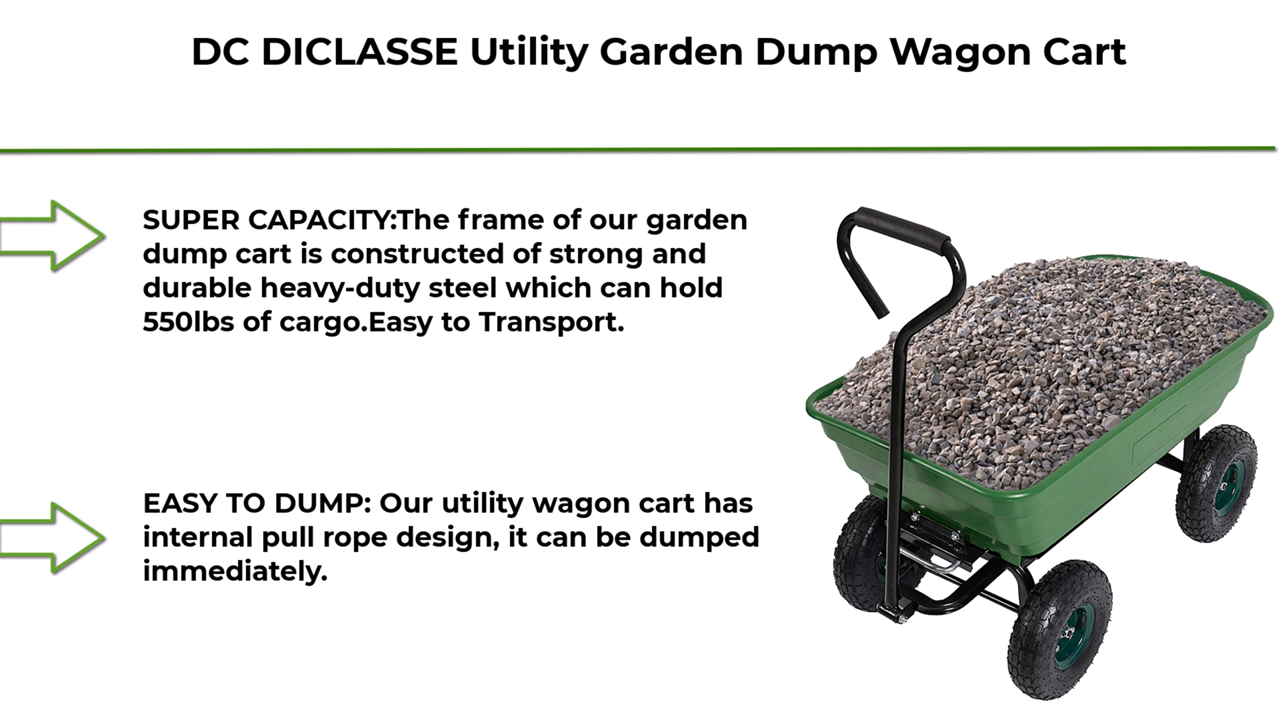 DC DICLASSE Utility Garden Dump Wagon Cart
SUPER CAPACITY:The frame of our garden
dump cart is constructed of strong and
durable heavy-duty steel which can hold
550lbs of cargo.Easy to Transport.
EASY TO DUMP: Our utility wagon cart has
internal pull rope design, it can be dumped
immediately.